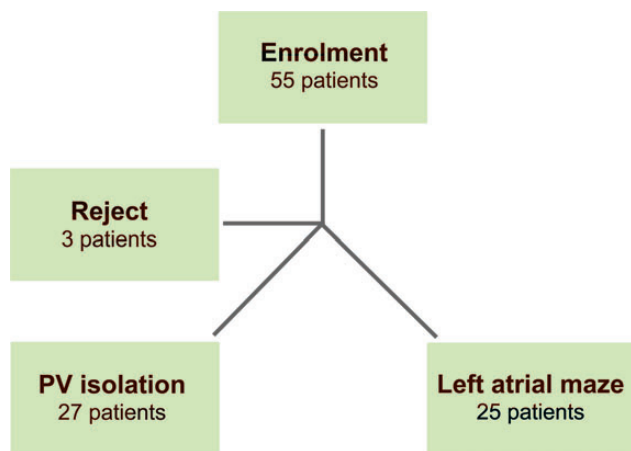 Enrolment
55 patients
Reject
3 patients
PV isolation
27 patients
Left atrial maze
25 patients